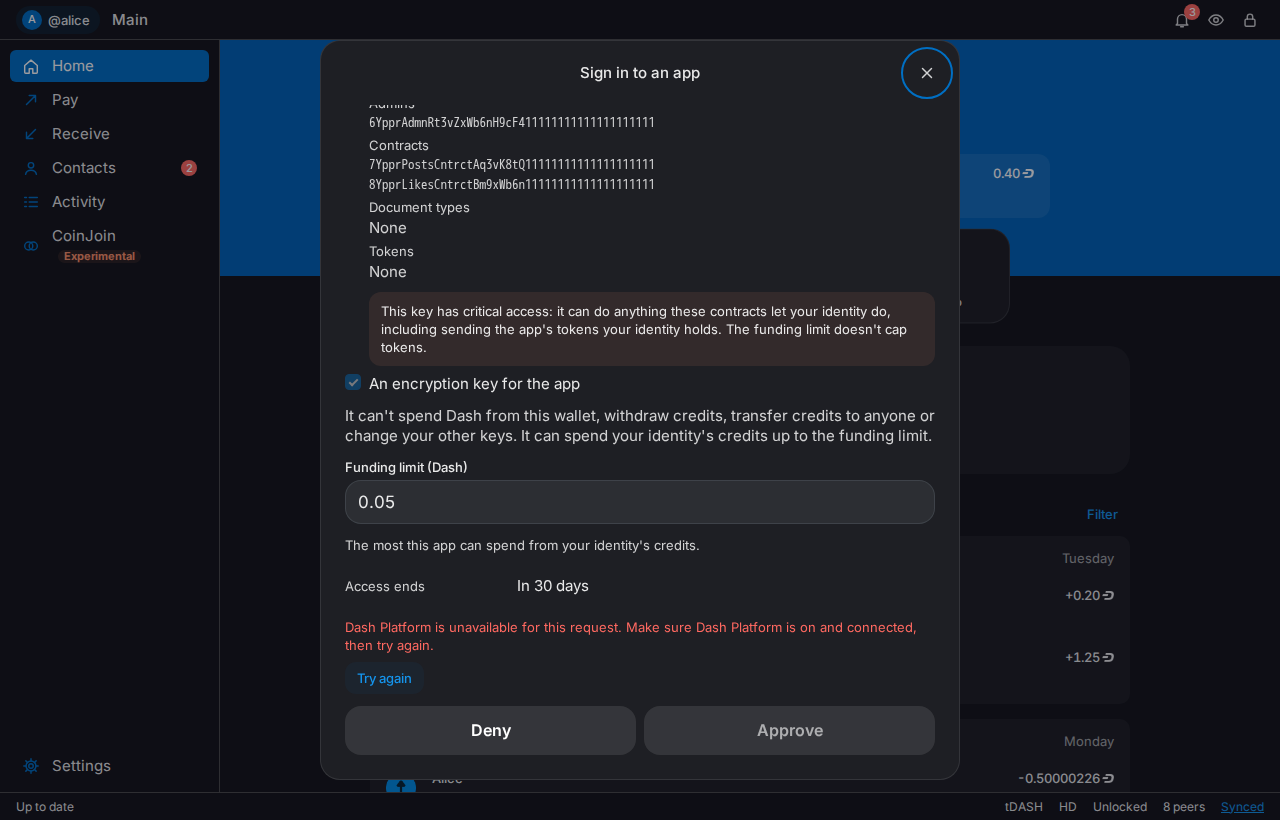 A @alice Main 3
Sign in to an app
Home
Pay
Receive
Contacts 2
Activity
CoinJoin
Experimental
Settings
Admins
6YpprAdmnRt3vZxWb6nH9cF41111111111111111111
Contracts
7YpprPostsCntrctAq3vK8tQ1111111111111111111
8YpprLikesCntrctBm9xWb6n1111111111111111111
Document types
None
Tokens
None
This key has critical access: it can do anything these contracts let your identity do,
including sending the app's tokens your identity holds. The funding limit doesn't cap
tokens.
An encryption key for the app
It can't spend Dash from this wallet, withdraw credits, transfer credits to anyone or
change your other keys. It can spend your identity's credits up to the funding limit.
Funding limit (Dash)
0.05
The most this app can spend from your identity's credits.
Access ends In 30 days
Dash Platform is unavailable for this request. Make sure Dash Platform is on and connected,
then try again.
Try again
Deny Approve
0.40
Filter
Tuesday
+0.20
+1.25
Monday
Alice -0.50000226
Up to date tDASH HD Unlocked 8 peers Synced